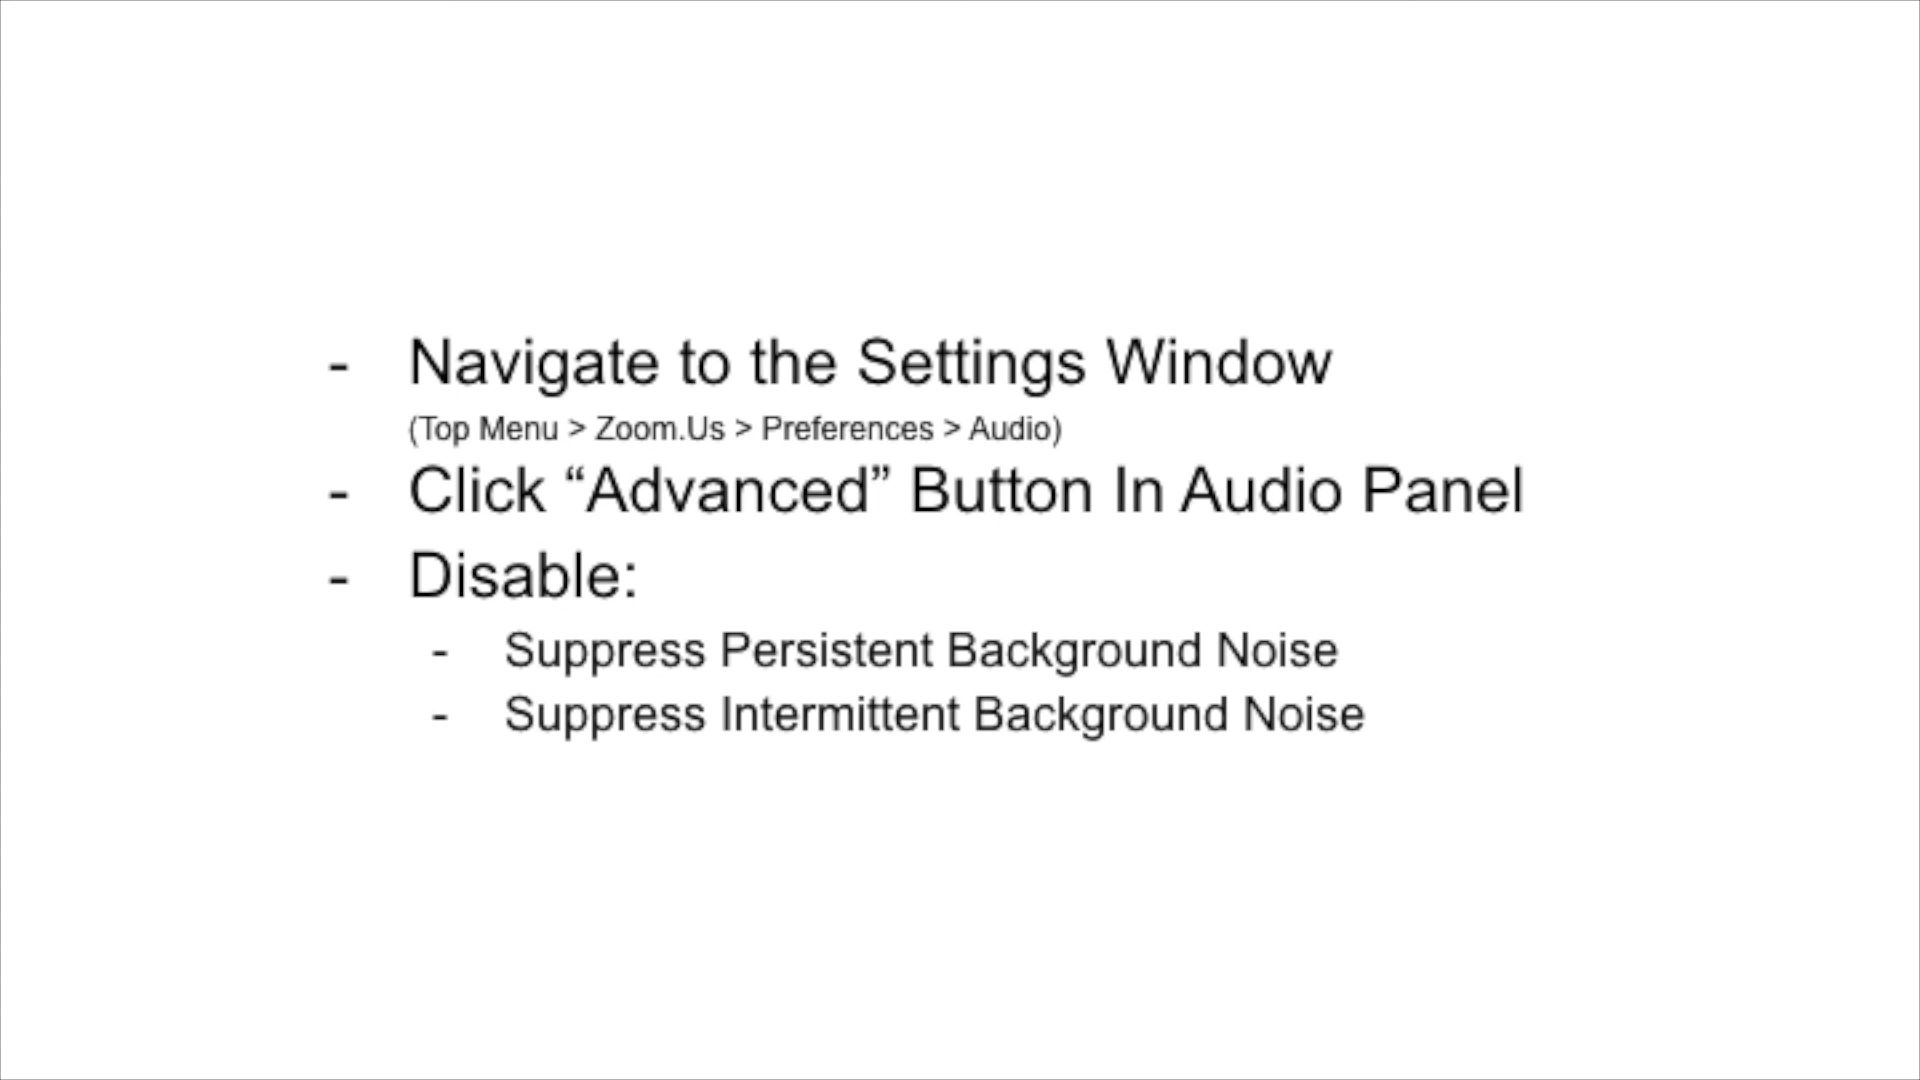 - Navigate to the Settings Window
(Top Menu > Zoom.Us > Preferences > Audio)
- Click “Advanced” Button In Audio Panel
- Disable:
- Suppress Persistent Background Noise
- Suppress Intermittent Background Noise